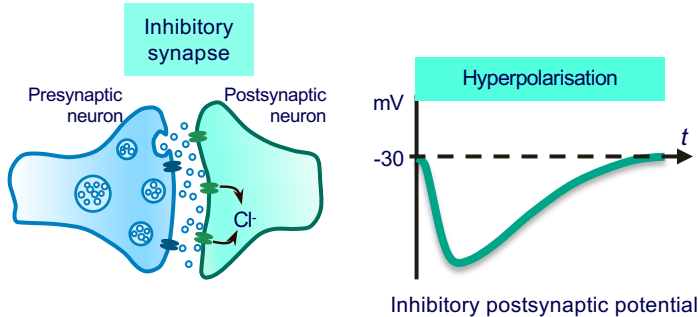 Inhibitory
synapse
Presynaptic
neuron
Postsynaptic
neuron
Cl-
Hyperpolarisation
mV
t
-30
Inhibitory postsynaptic potential